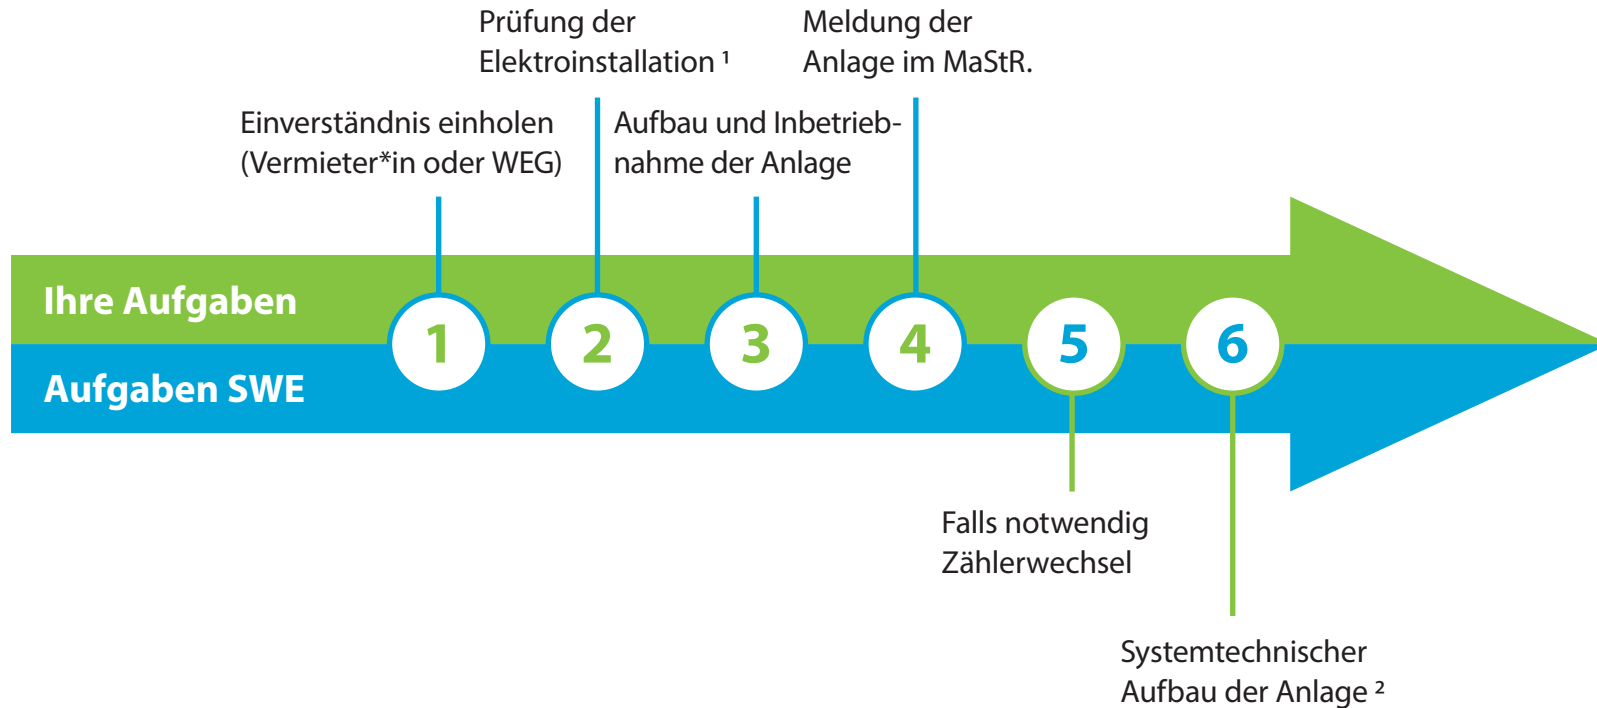 Prüfung der
Elektroinstallation ¹
Meldung der
Anlage im MaStR.
Einverständnis einholen
(Vermieter*in oder WEG)
Aufbau und Inbetrieb-
nahme der Anlage
Ihre Aufgaben
Aufgaben SWE
1
2
3
4
5
6
Falls notwendig
Zählerwechsel
Systemtechnischer
Aufbau der Anlage ²